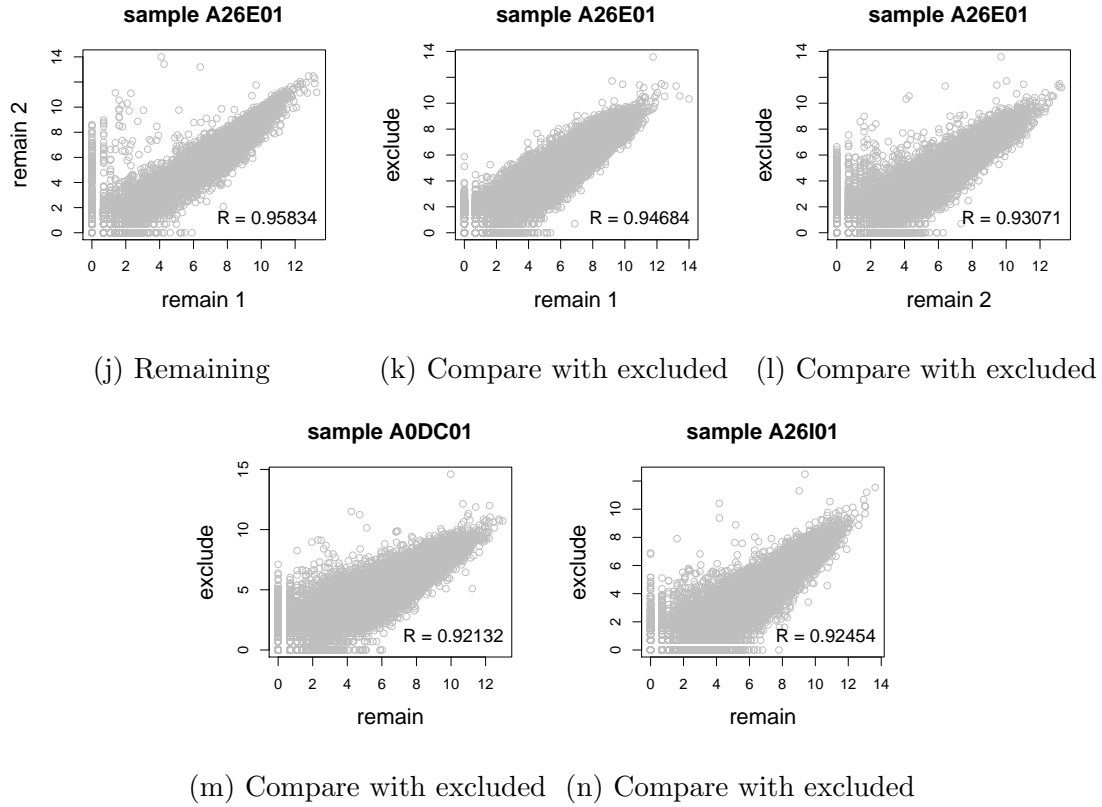 sample A26E01 sample A26E01 sample A26E01
14
12
10
8
6
4
2
0
remain 2
R = 0.95834
0 2 4 6 8 10 12
remain 1
14
12
10
8
6
4
2
0
exclude
R = 0.94684
0 2 4 6 8 10 12 14
remain 1
14
12
10
8
6
4
2
0
exclude
R = 0.93071
0 2 4 6 8 10 12
remain 2
(j) Remaining (k) Compare with excluded (l) Compare with excluded
sample A0DC01 sample A26I01
15
10
5
0
exclude
R = 0.92132
0 2 4 6 8 10 12
remain
10
8
6
4
2
0
exclude
R = 0.92454
0 2 4 6 8 10 12 14
remain
(m) Compare with excluded (n) Compare with excluded